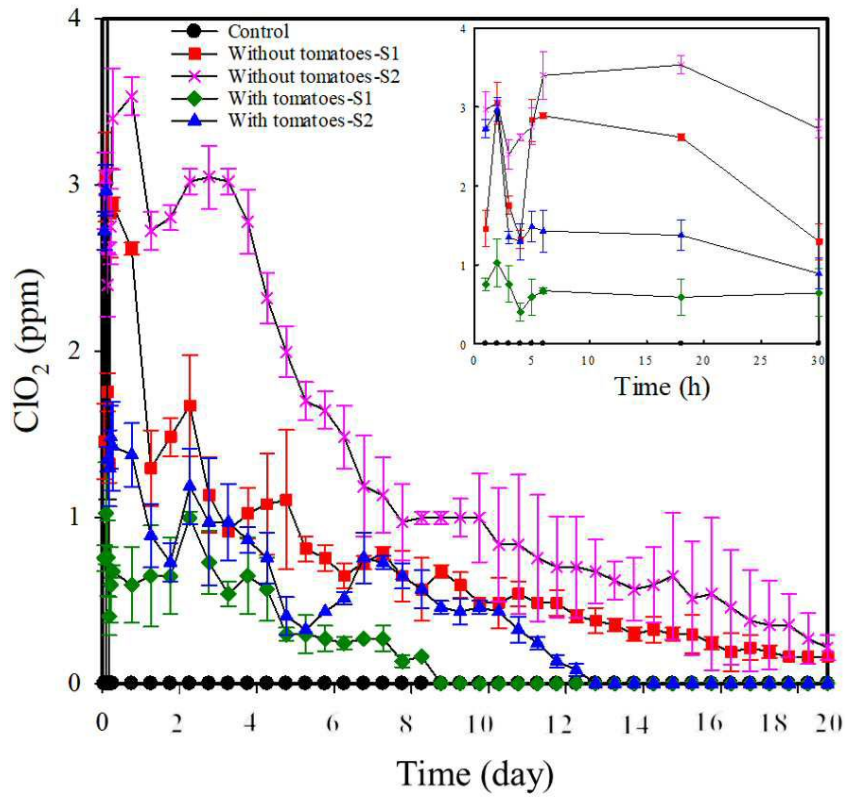 4
3
2
1
0
ClO2 (ppm)
Control
Without tomatoes-S1
Without tomatoes-S2
With tomatoes-S1
With tomatoes-S2
4
3
2
1
0
0 5 10 15 20 25 30
Time (h)
0 2 4 6 8 10 12 14 16 18 20
Time (day)